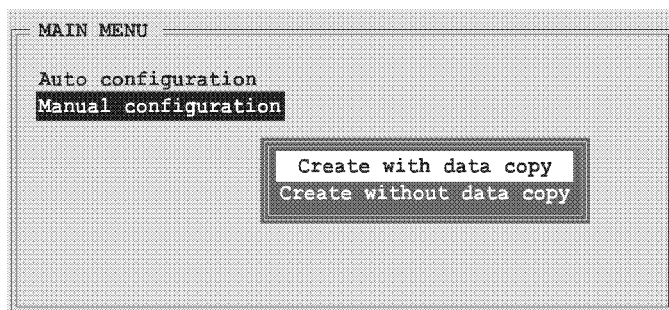 MAIN MENU
Auto configuration
Manual configuration
Create with data copy
Create without data copy